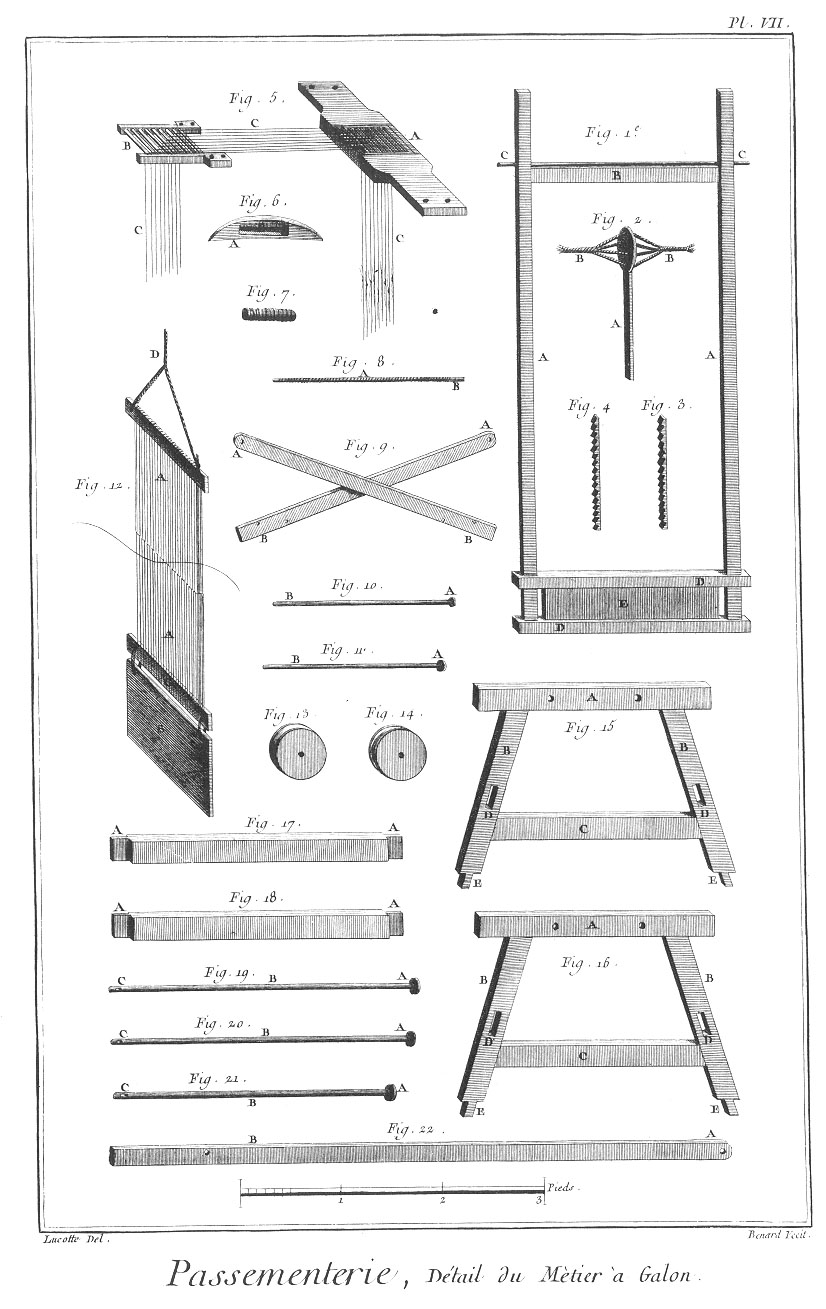 Pl. VII.
Fig. 5.
C
B
A
C
C
Fig. 1.e
C
C
B
Fig. 6.
A
Fig. 2.
B
B
A
Fig. 7.
D
Fig. 8.
A
B
A
A
Fig. 4
Fig. 3.
Fig. 9.
A
A
B
B
Fig. 12.
A
A
Fig. 10.
B
A
D
E
D
Fig. 11.
B
A
Fig. 13.
Fig. 14.
A
Fig. 15
B
B
D
D
C
E
E
Fig. 17.
A
A
Fig. 18.
A
A
A
Fig. 16.
B
B
D
D
C
E
E
Fig. 19.
C
B
A
Fig. 20.
C
B
A
Fig. 21.
C
A
B
Fig. 22.
B
A
1
2
3
Pieds.
Lucotte Del.
Benard Fecit.
Passementerie, Détail du Mètier à Galon.